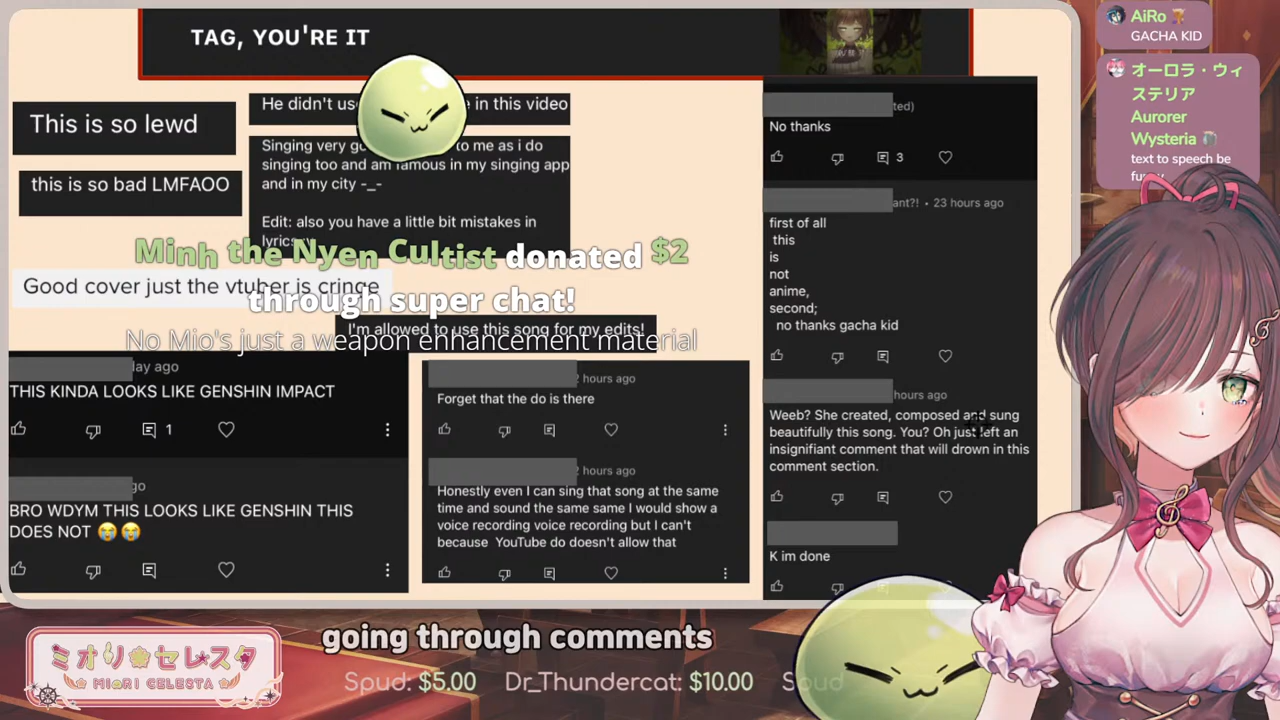 TAG, YOU'RE IT
This is so lewd
this is so bad LMFAOO
Good cover just the vtuber is cringe
He didn't us in this video
Singing very to me as i do
singing too and am famous in my singing app
and in my city -_-
Edit: also you have a little bit mistakes in
lyrics
Minh the Nyen Cultist donated $2
through super chat!
No Mio's just a weapon enhancement material
I'm allowed to use this song for my edits!
day ago
THIS KINDA LOOKS LIKE GENSHIN IMPACT
1
go
BRO WDYM THIS LOOKS LIKE GENSHIN THIS
DOES NOT 😭😭
2 hours ago
Forget that the do is there
2 hours ago
Honestly even I can sing that song at the same
time and sound the same same I would show a
voice recording voice recording but I can't
because YouTube do doesn't allow that
ted)
No thanks
3
ant?! • 23 hours ago
first of all
this
is
not
anime,
second;
no thanks gacha kid
hours ago
Weeb? She created, composed and sung
beautifully this song. You? Oh just left an
insignifiant comment that will drown in this
comment section.
K im done
AiRo
GACHA KID
オーロラ・ウィ
ステリア
Aurorer
Wysteria
text to speech be
ミオリ セレスタ
MIORI CELESTA
going through comments
Spud: $5.00 Dr_Thundercat: $10.00 Spud